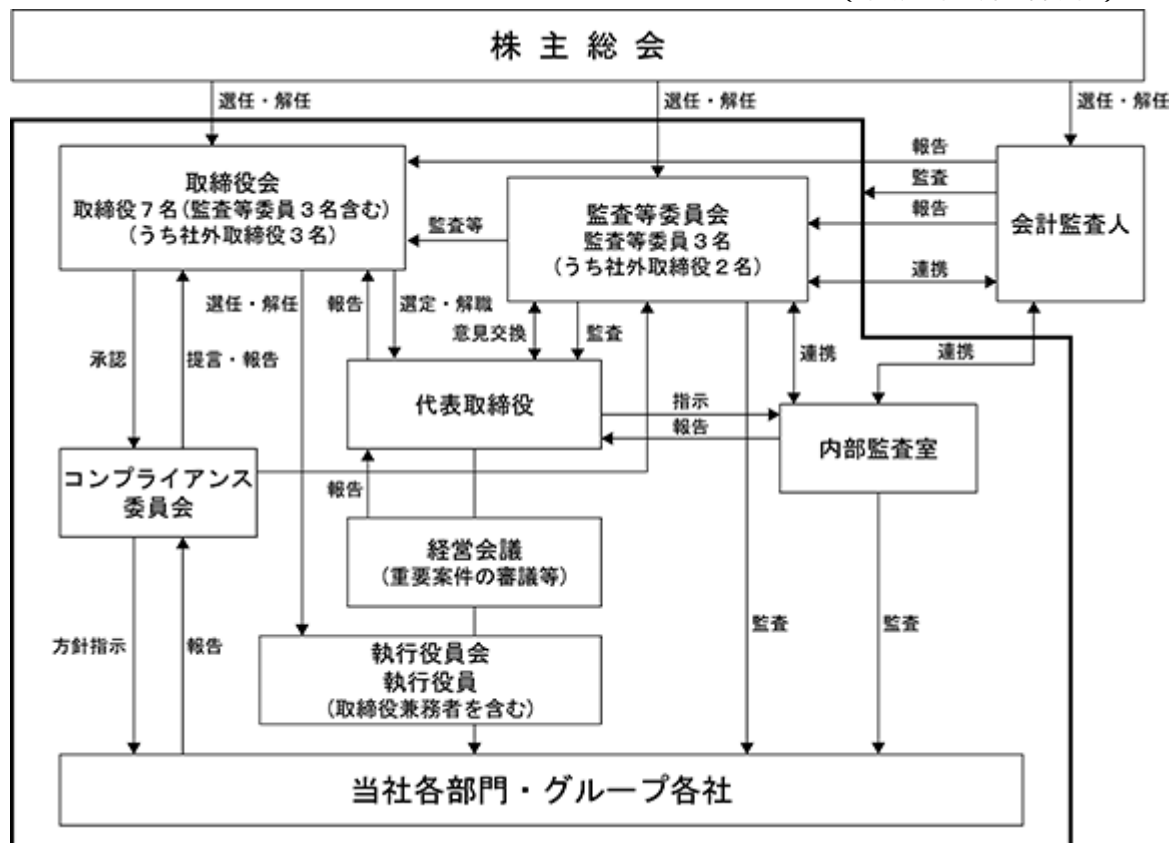 株主総会
選任・解任
選任・解任
選任・解任
取締役会
取締役7名(監査等委員3名含む)
(うち社外取締役3名)
監査等
監査等委員会
監査等委員3名
(うち社外取締役2名)
報告
監査
報告
会計監査人
連携
選任・解任
報告
選定・解職
意見交換
監査
承認
提言・報告
連携
連携
代表取締役
指示
報告
内部監査室
コンプライアンス
委員会
報告
経営会議
(重要案件の審議等)
方針指示
報告
監査
監査
執行役員会
執行役員
(取締役兼務者を含む)
当社各部門・グループ各社